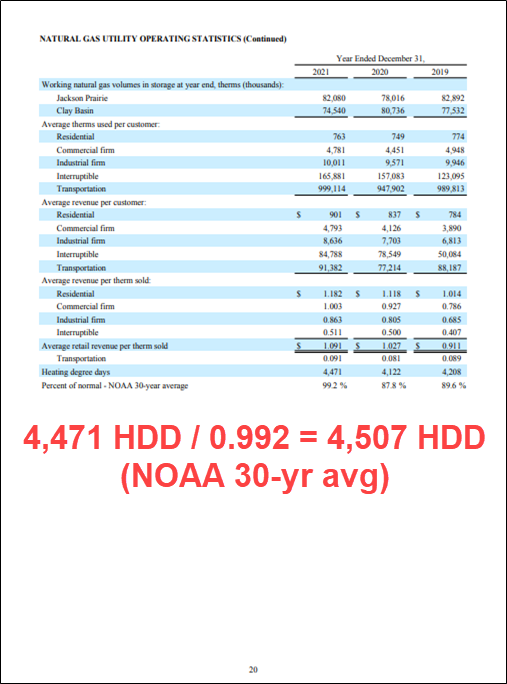 NATURAL GAS UTILITY OPERATING STATISTICS (Continued)
Year Ended December 31,
2021 2020 2019
Working natural gas volumes in storage at year end, therms (thousands):
Jackson Prairie 82,080 78,016 82,892
Clay Basin 74,540 80,736 77,532
Average therms used per customer:
Residential 763 749 774
Commercial firm 4,781 4,451 4,948
Industrial firm 10,011 9,571 9,946
Interruptible 165,881 157,083 123,095
Transportation 999,114 947,902 989,813
Average revenue per customer:
Residential $ 901 $ 837 $ 784
Commercial firm 4,793 4,126 3,890
Industrial firm 8,636 7,703 6,813
Interruptible 84,788 78,549 50,084
Transportation 91,382 77,214 88,187
Average revenue per therm sold:
Residential $ 1.182 $ 1.118 $ 1.014
Commercial firm 1.003 0.927 0.786
Industrial firm 0.863 0.805 0.685
Interruptible 0.511 0.500 0.407
Average retail revenue per therm sold $ 1.091 $ 1.027 $ 0.911
Transportation 0.091 0.081 0.089
Heating degree days 4,471 4,122 4,208
Percent of normal - NOAA 30-year average 99.2 % 87.8 % 89.6 %
4,471 HDD / 0.992 = 4,507 HDD
(NOAA 30-yr avg)
20